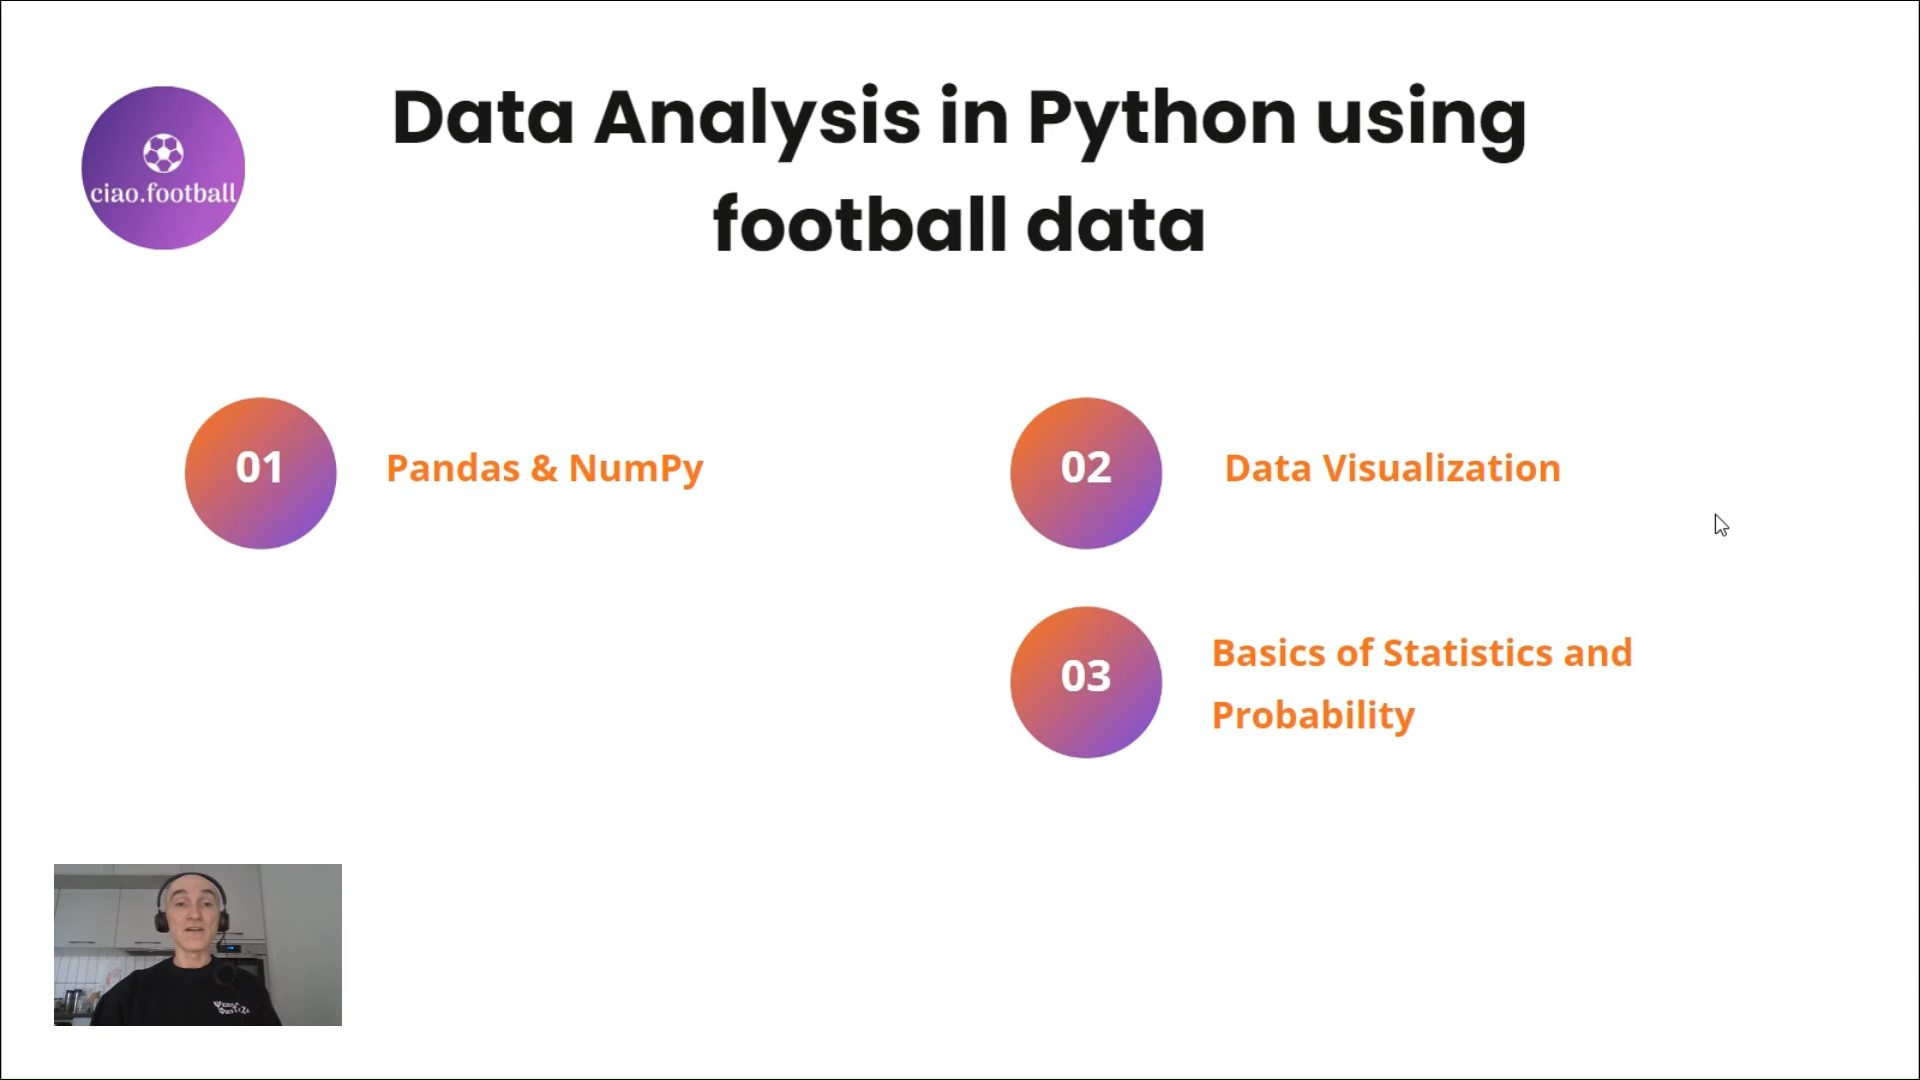 Data Analysis in Python using
football data
ciao.football
01
Pandas & NumPy
02
Data Visualization
03
Basics of Statistics and
Probability